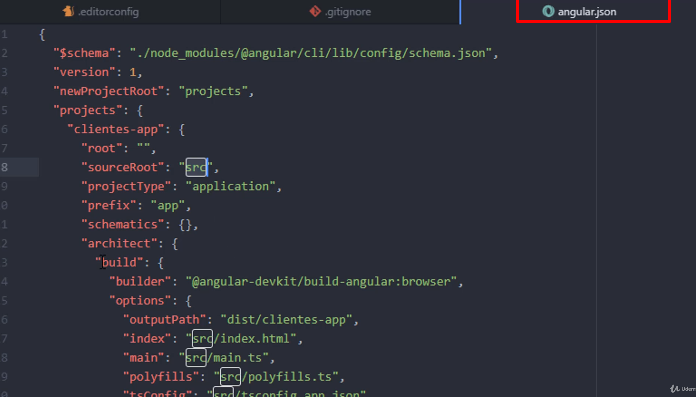 .editorconfig
.gitignore
angular.json
1 {
2 "$schema": "./node_modules/@angular/cli/lib/config/schema.json",
3 "version": 1,
4 "newProjectRoot": "projects",
5 "projects": {
6 "clientes-app": {
7 "root": "",
8 "sourceRoot": "src",
9 "projectType": "application",
0 "prefix": "app",
1 "schematics": {},
2 "architect": {
3 "build": {
4 "builder": "@angular-devkit/build-angular:browser",
5 "options": {
6 "outputPath": "dist/clientes-app",
7 "index": "src/index.html",
8 "main": "src/main.ts",
9 "polyfills": "src/polyfills.ts",
"tsConfig": "src/tsconfig.app.json"